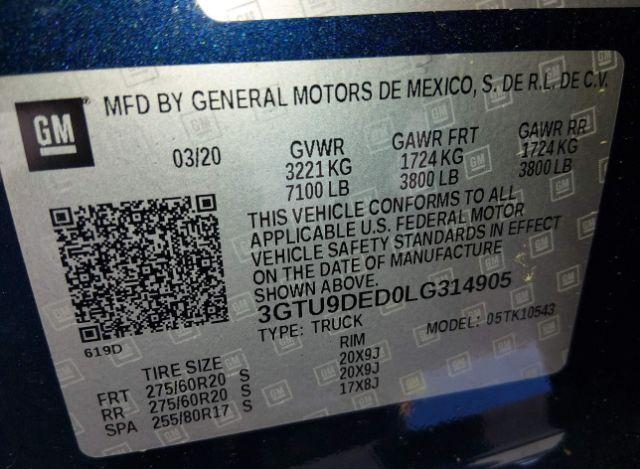 GM
MFD BY GENERAL MOTORS DE MEXICO, S. DE R.L. DE C.V.
03/20
GVWR GAWR FRT GAWR RR
3221 KG 1724 KG 1724 KG
7100 LB 3800 LB 3800 LB
THIS VEHICLE CONFORMS TO ALL
APPLICABLE U.S. FEDERAL MOTOR
VEHICLE SAFETY STANDARDS IN EFFECT
ON THE DATE OF MANUFACTURE
SHOWN ABOVE.
3GTU9DED0LG314905
TYPE: TRUCK MODEL: 05TK10543
619D
TIRE SIZE RIM
FRT 275/60R20 S 20X9J
RR 275/60R20 S 20X9J
SPA 255/80R17 S 17X8J